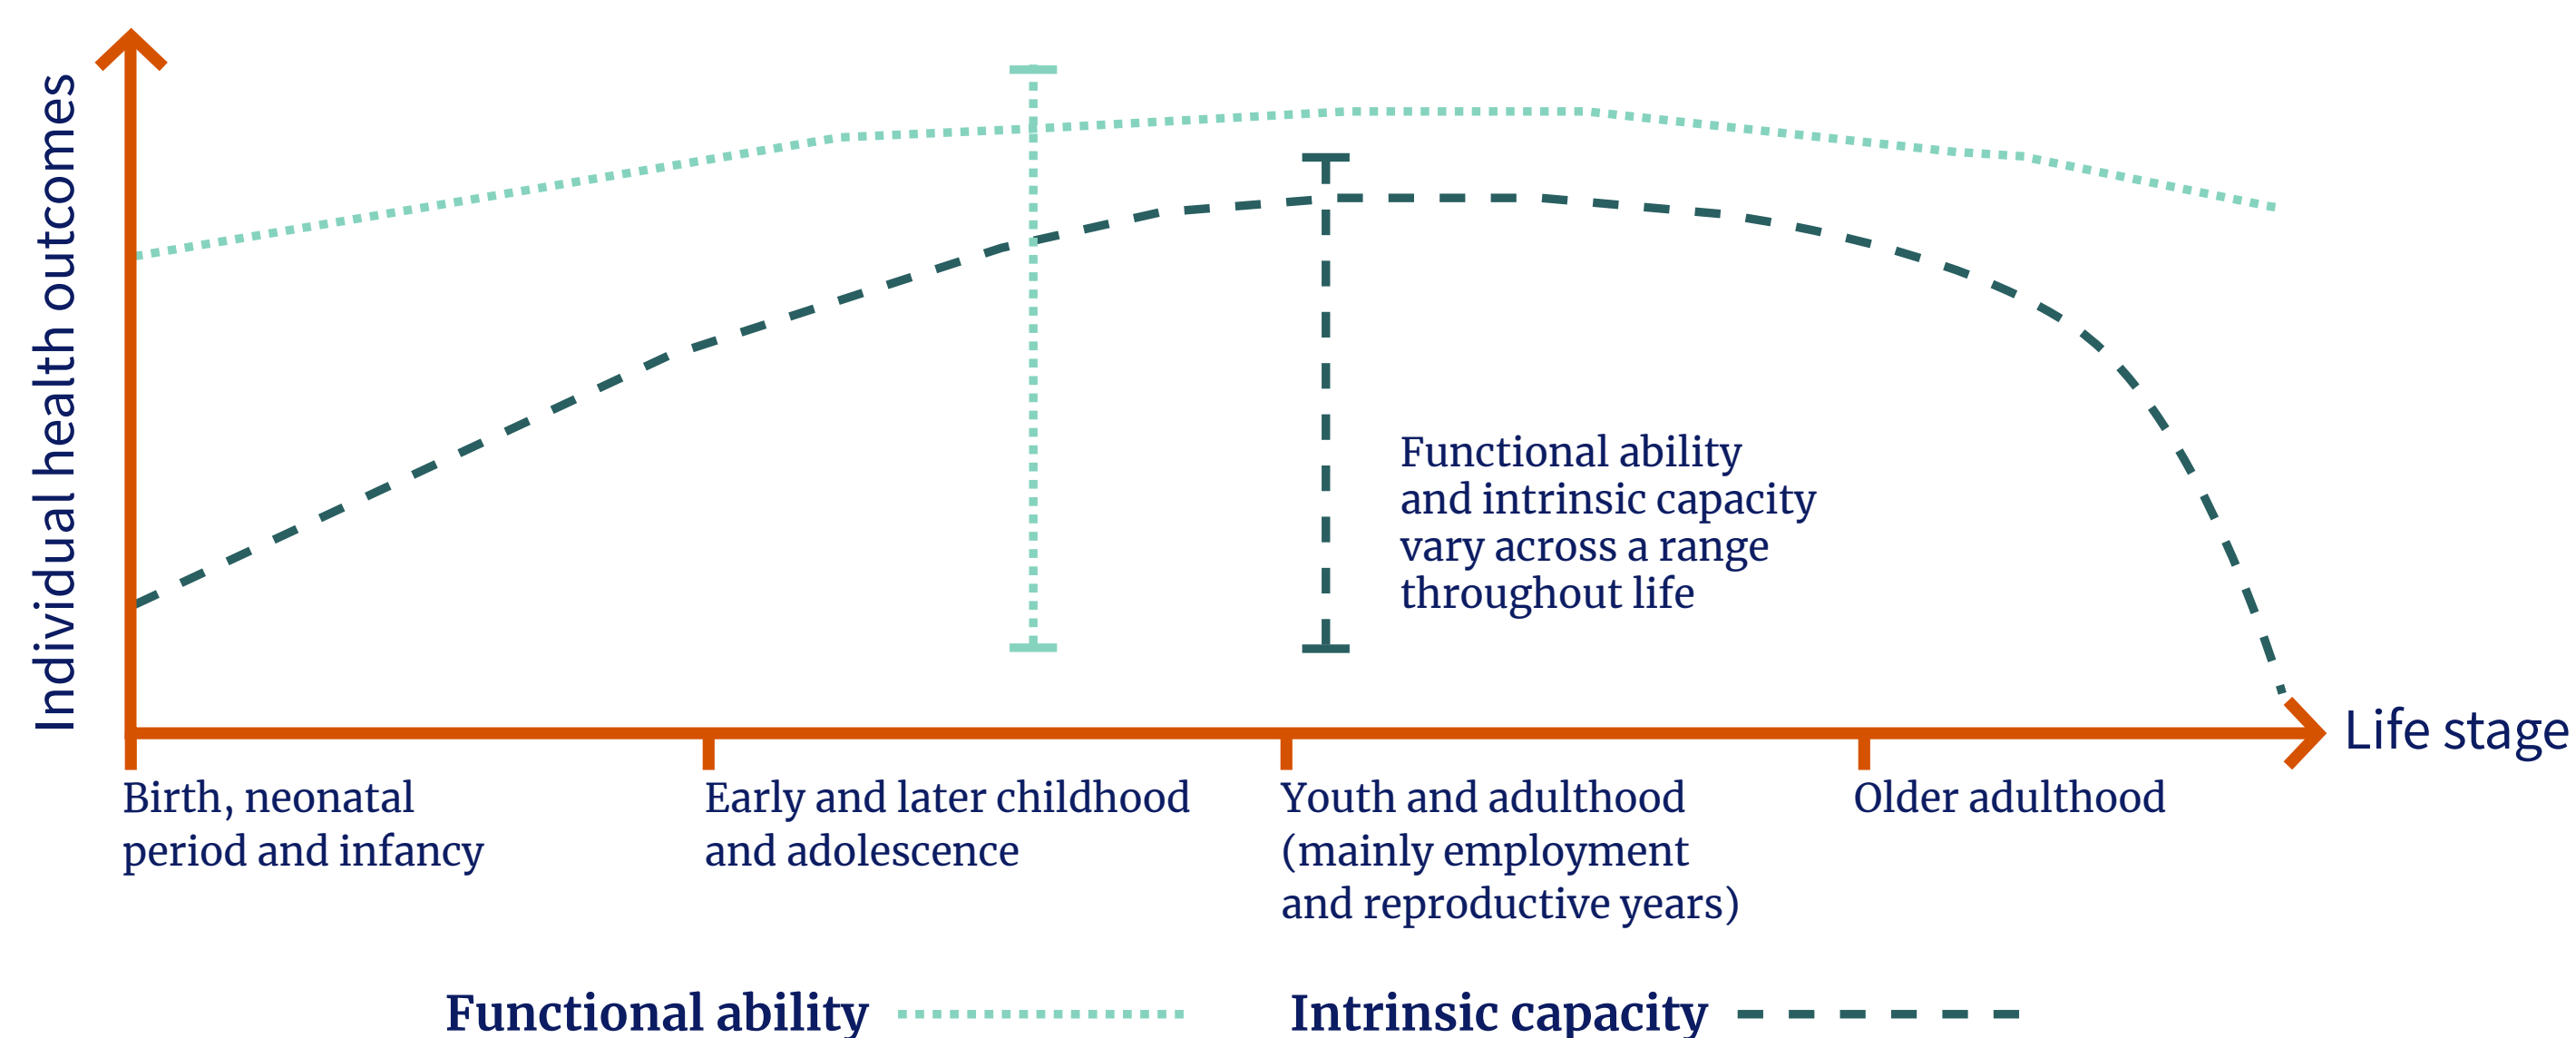 Individual health outcomes
Functional ability
and intrinsic capacity
vary across a range
throughout life
Life stage
Birth, neonatal
period and infancy
Early and later childhood
and adolescence
Youth and adulthood
(mainly employment
and reproductive years)
Older adulthood
Functional ability
Intrinsic capacity